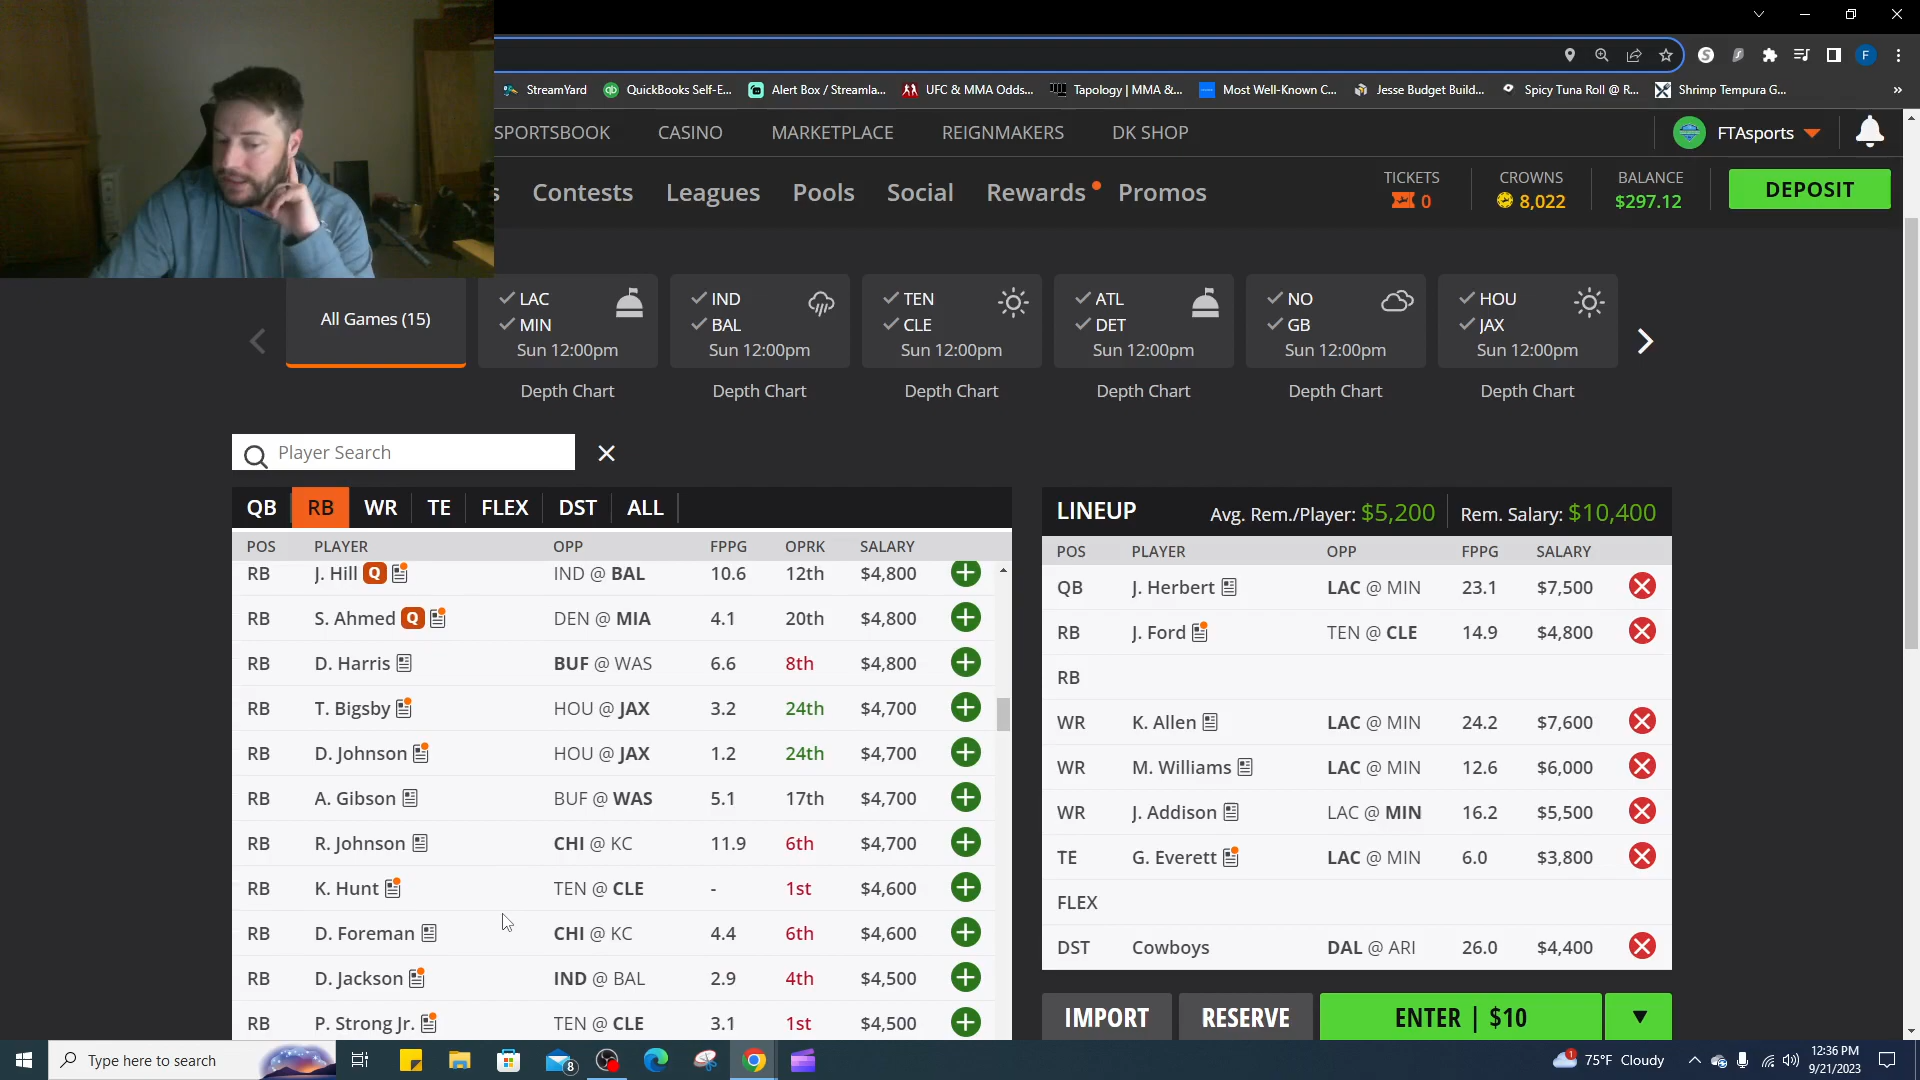 StreamYard QuickBooks Self-E... Alert Box / Streamla... UFC & MMA Odds... Tapology | MMA &... Most Well-Known C... Jesse Budget Build... Spicy Tuna Roll @ R... Shrimp Tempura G... »
SPORTSBOOK CASINO MARKETPLACE REIGNMAKERS DK SHOP FTAsports
s Contests Leagues Pools Social Rewards Promos
TICKETS 0 CROWNS 8,022 BALANCE $297.12 DEPOSIT
All Games (15)
LAC MIN Sun 12:00pm Depth Chart
IND BAL Sun 12:00pm Depth Chart
TEN CLE Sun 12:00pm Depth Chart
ATL DET Sun 12:00pm Depth Chart
NO GB Sun 12:00pm Depth Chart
HOU JAX Sun 12:00pm Depth Chart
Player Search
QB RB WR TE FLEX DST ALL
POS PLAYER OPP FPPG OPRK SALARY
RB J. Hill Q IND @ BAL 10.6 12th $4,800
RB S. Ahmed Q DEN @ MIA 4.1 20th $4,800
RB D. Harris BUF @ WAS 6.6 8th $4,800
RB T. Bigsby HOU @ JAX 3.2 24th $4,700
RB D. Johnson HOU @ JAX 1.2 24th $4,700
RB A. Gibson BUF @ WAS 5.1 17th $4,700
RB R. Johnson CHI @ KC 11.9 6th $4,700
RB K. Hunt TEN @ CLE - 1st $4,600
RB D. Foreman CHI @ KC 4.4 6th $4,600
RB D. Jackson IND @ BAL 2.9 4th $4,500
RB P. Strong Jr. TEN @ CLE 3.1 1st $4,500
LINEUP Avg. Rem./Player: $5,200 Rem. Salary: $10,400
POS PLAYER OPP FPPG SALARY
QB J. Herbert LAC @ MIN 23.1 $7,500
RB J. Ford TEN @ CLE 14.9 $4,800
RB
WR K. Allen LAC @ MIN 24.2 $7,600
WR M. Williams LAC @ MIN 12.6 $6,000
WR J. Addison LAC @ MIN 16.2 $5,500
TE G. Everett LAC @ MIN 6.0 $3,800
FLEX
DST Cowboys DAL @ ARI 26.0 $4,400
IMPORT RESERVE ENTER | $10
Type here to search 8 1 75°F Cloudy 12:36 PM
9/21/2023